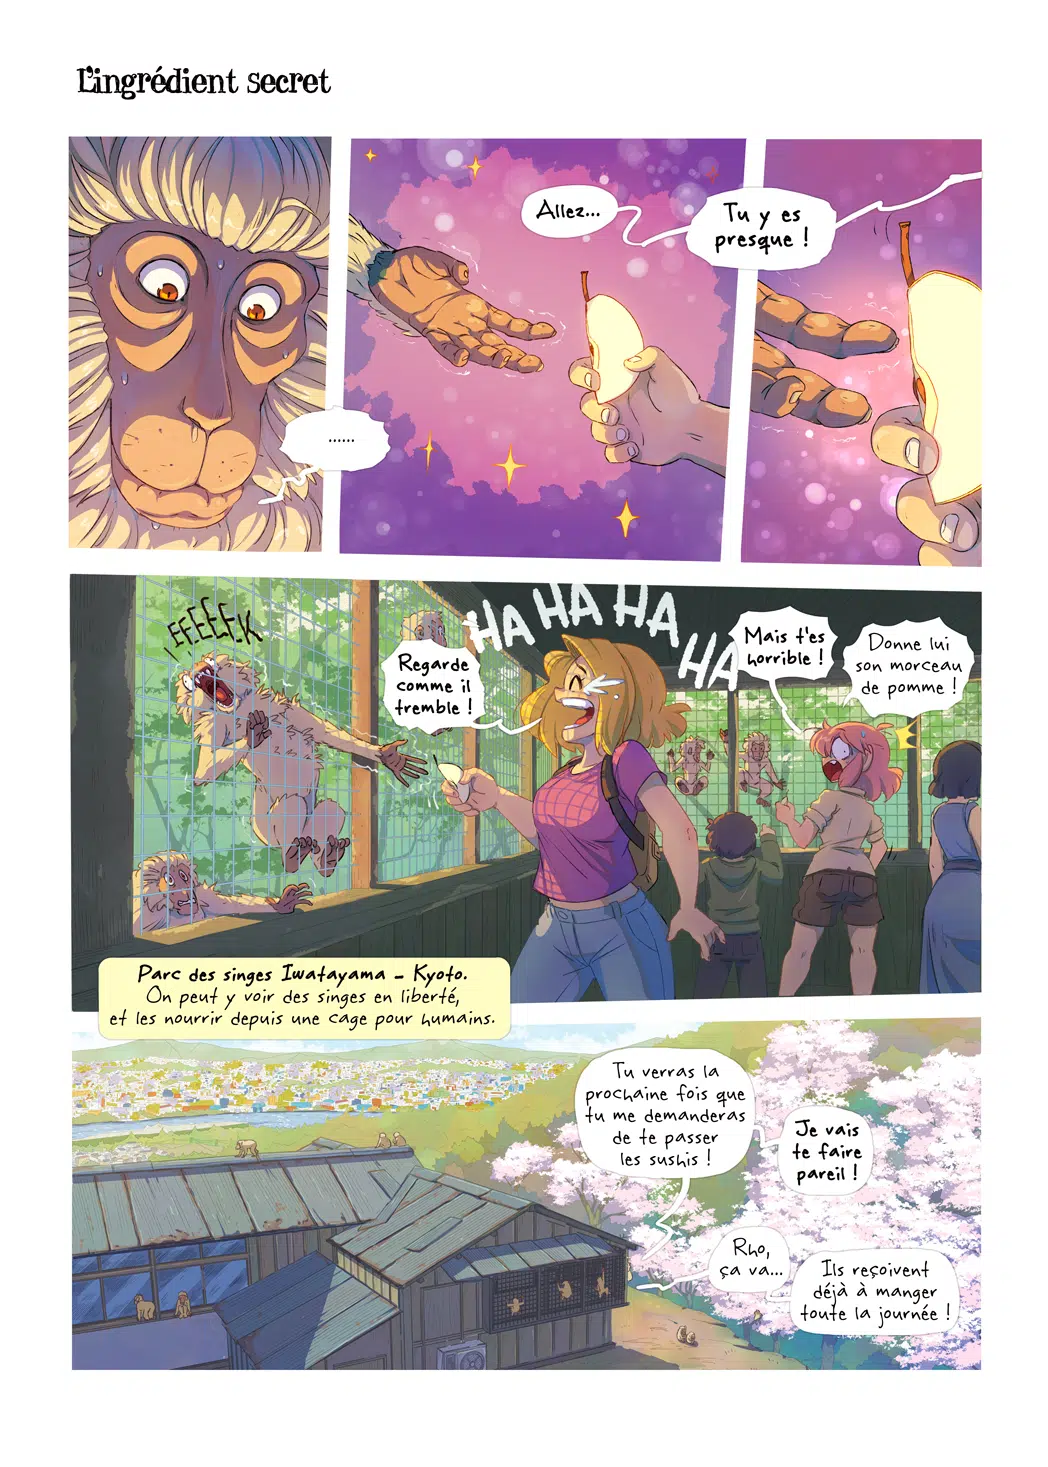 L'ingrédient secret
......
Allez...
Tu y es
presque !
IEEEEEEK
Regarde
comme il
tremble !
HA HA HA HA
Mais t'es
horrible !
Donne lui
son morceau
de pomme !
Parc des singes Iwatayama – Kyoto.
On peut y voir des singes en liberté,
et les nourrir depuis une cage pour humains.
Tu verras la
prochaine fois que
tu me demanderas
de te passer
les sushis !
Je vais
te faire
pareil !
Rho,
ça va...
Ils reçoivent
déjà à manger
toute la journée !